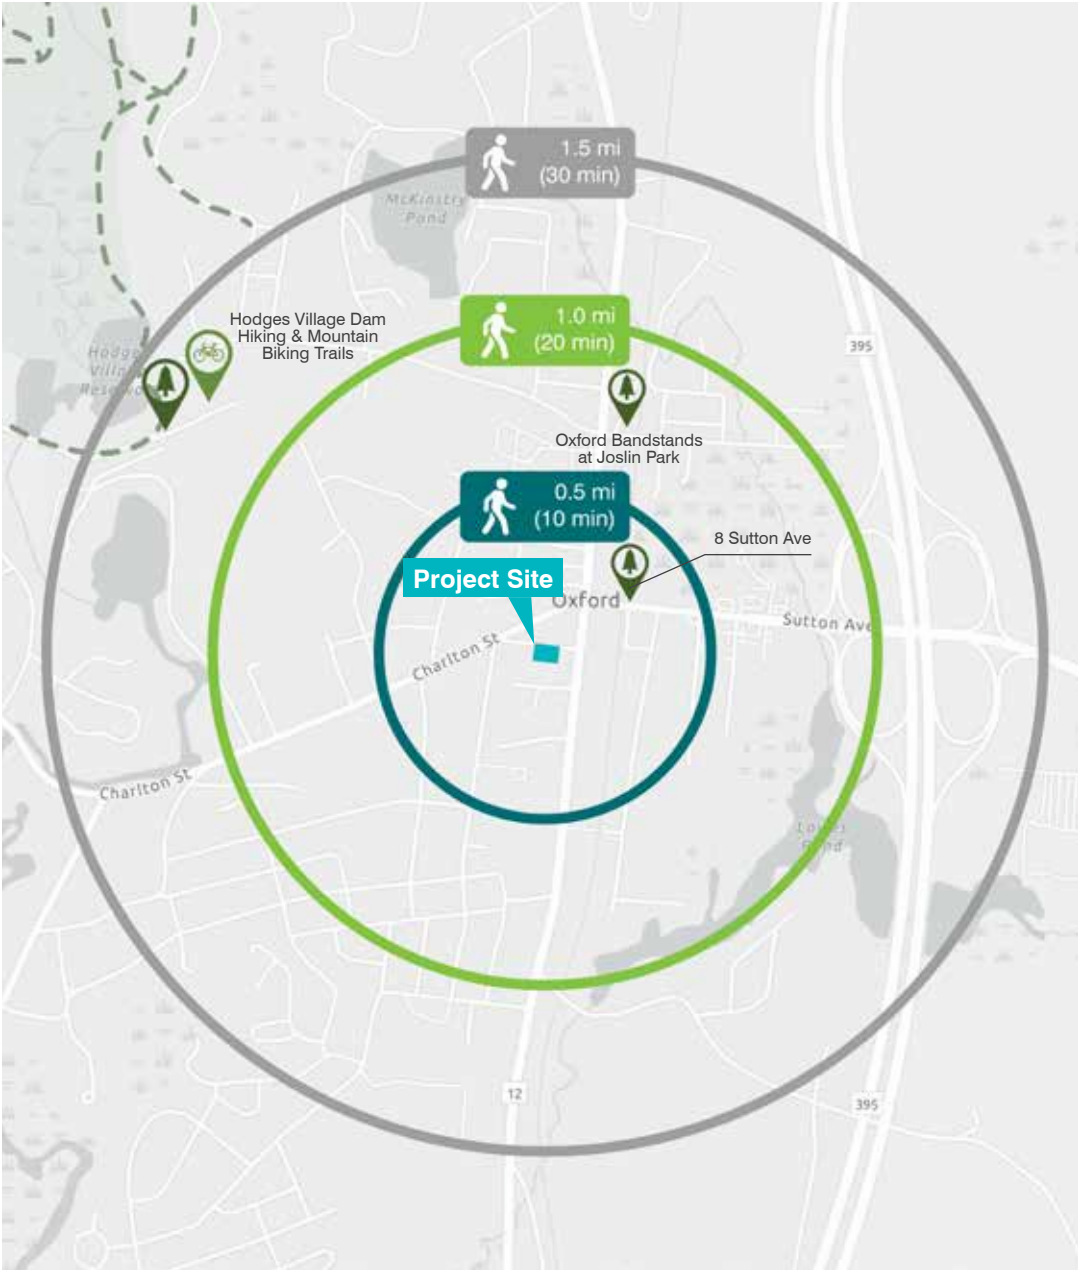 1.5 mi
(30 min)
McKinstry
Pond
1.0 mi
(20 min)
Hodges Village Dam
Hiking & Mountain
Biking Trails
395
Oxford Bandstands
at Joslin Park
0.5 mi
(10 min)
8 Sutton Ave
Project Site
Oxford
Sutton Ave
Charlton St
Charlton St
Pond
12
395